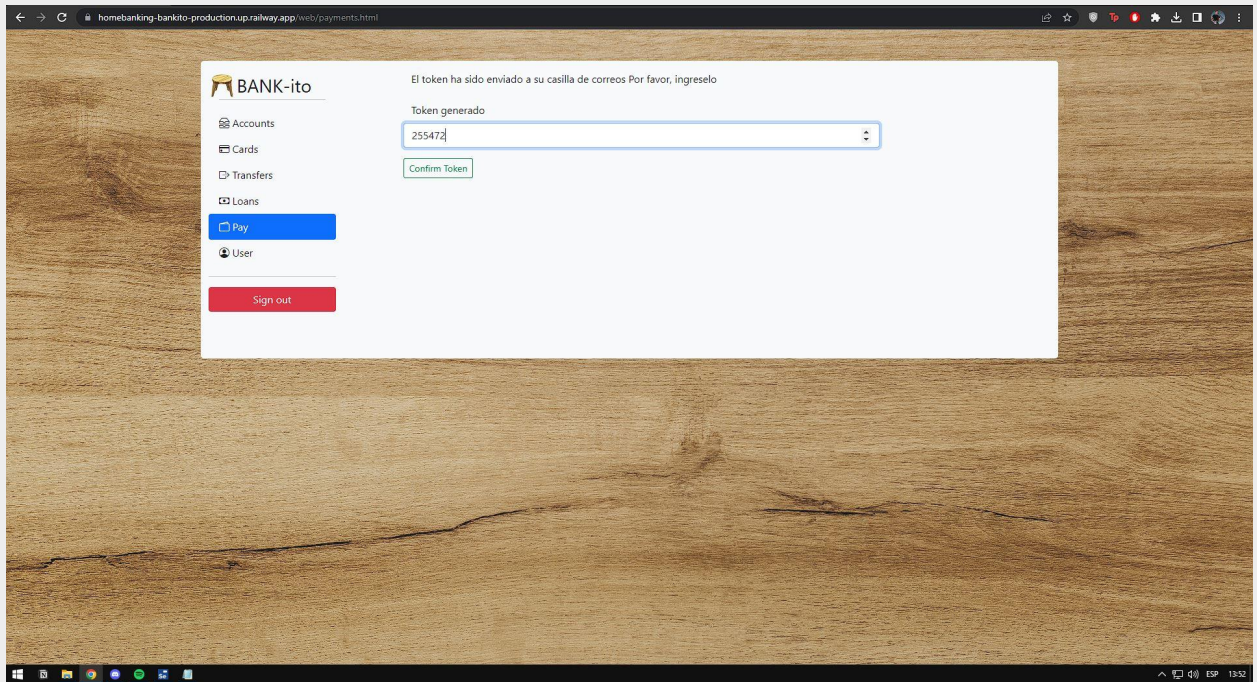 homebanking-bankito-production.up.railway.app/web/payments.html
BANK-ito
Accounts
Cards
Transfers
Loans
Pay
User
Sign out
El token ha sido enviado a su casilla de correos Por favor, ingreselo
Token generado
255472
Confirm Token
ESP 13:52